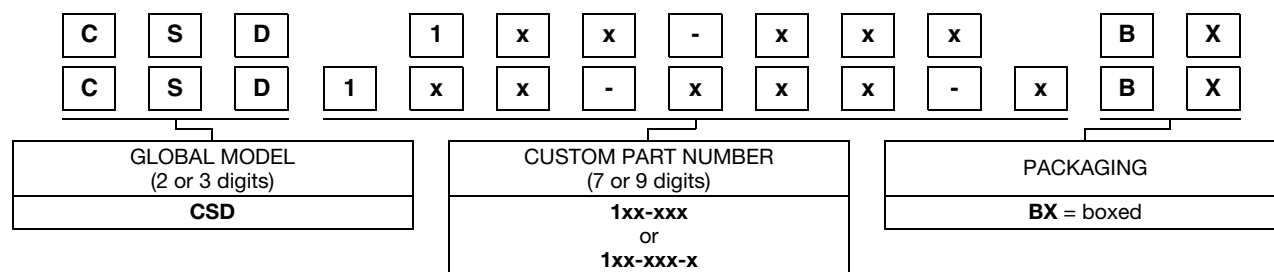 C S D 1 x x - x x x B X
C S D 1 x x - x x x - x B X
GLOBAL MODEL
(2 or 3 digits)
CSD
CUSTOM PART NUMBER
(7 or 9 digits)
1xx-xxx
or
1xx-xxx-x
PACKAGING
BX = boxed